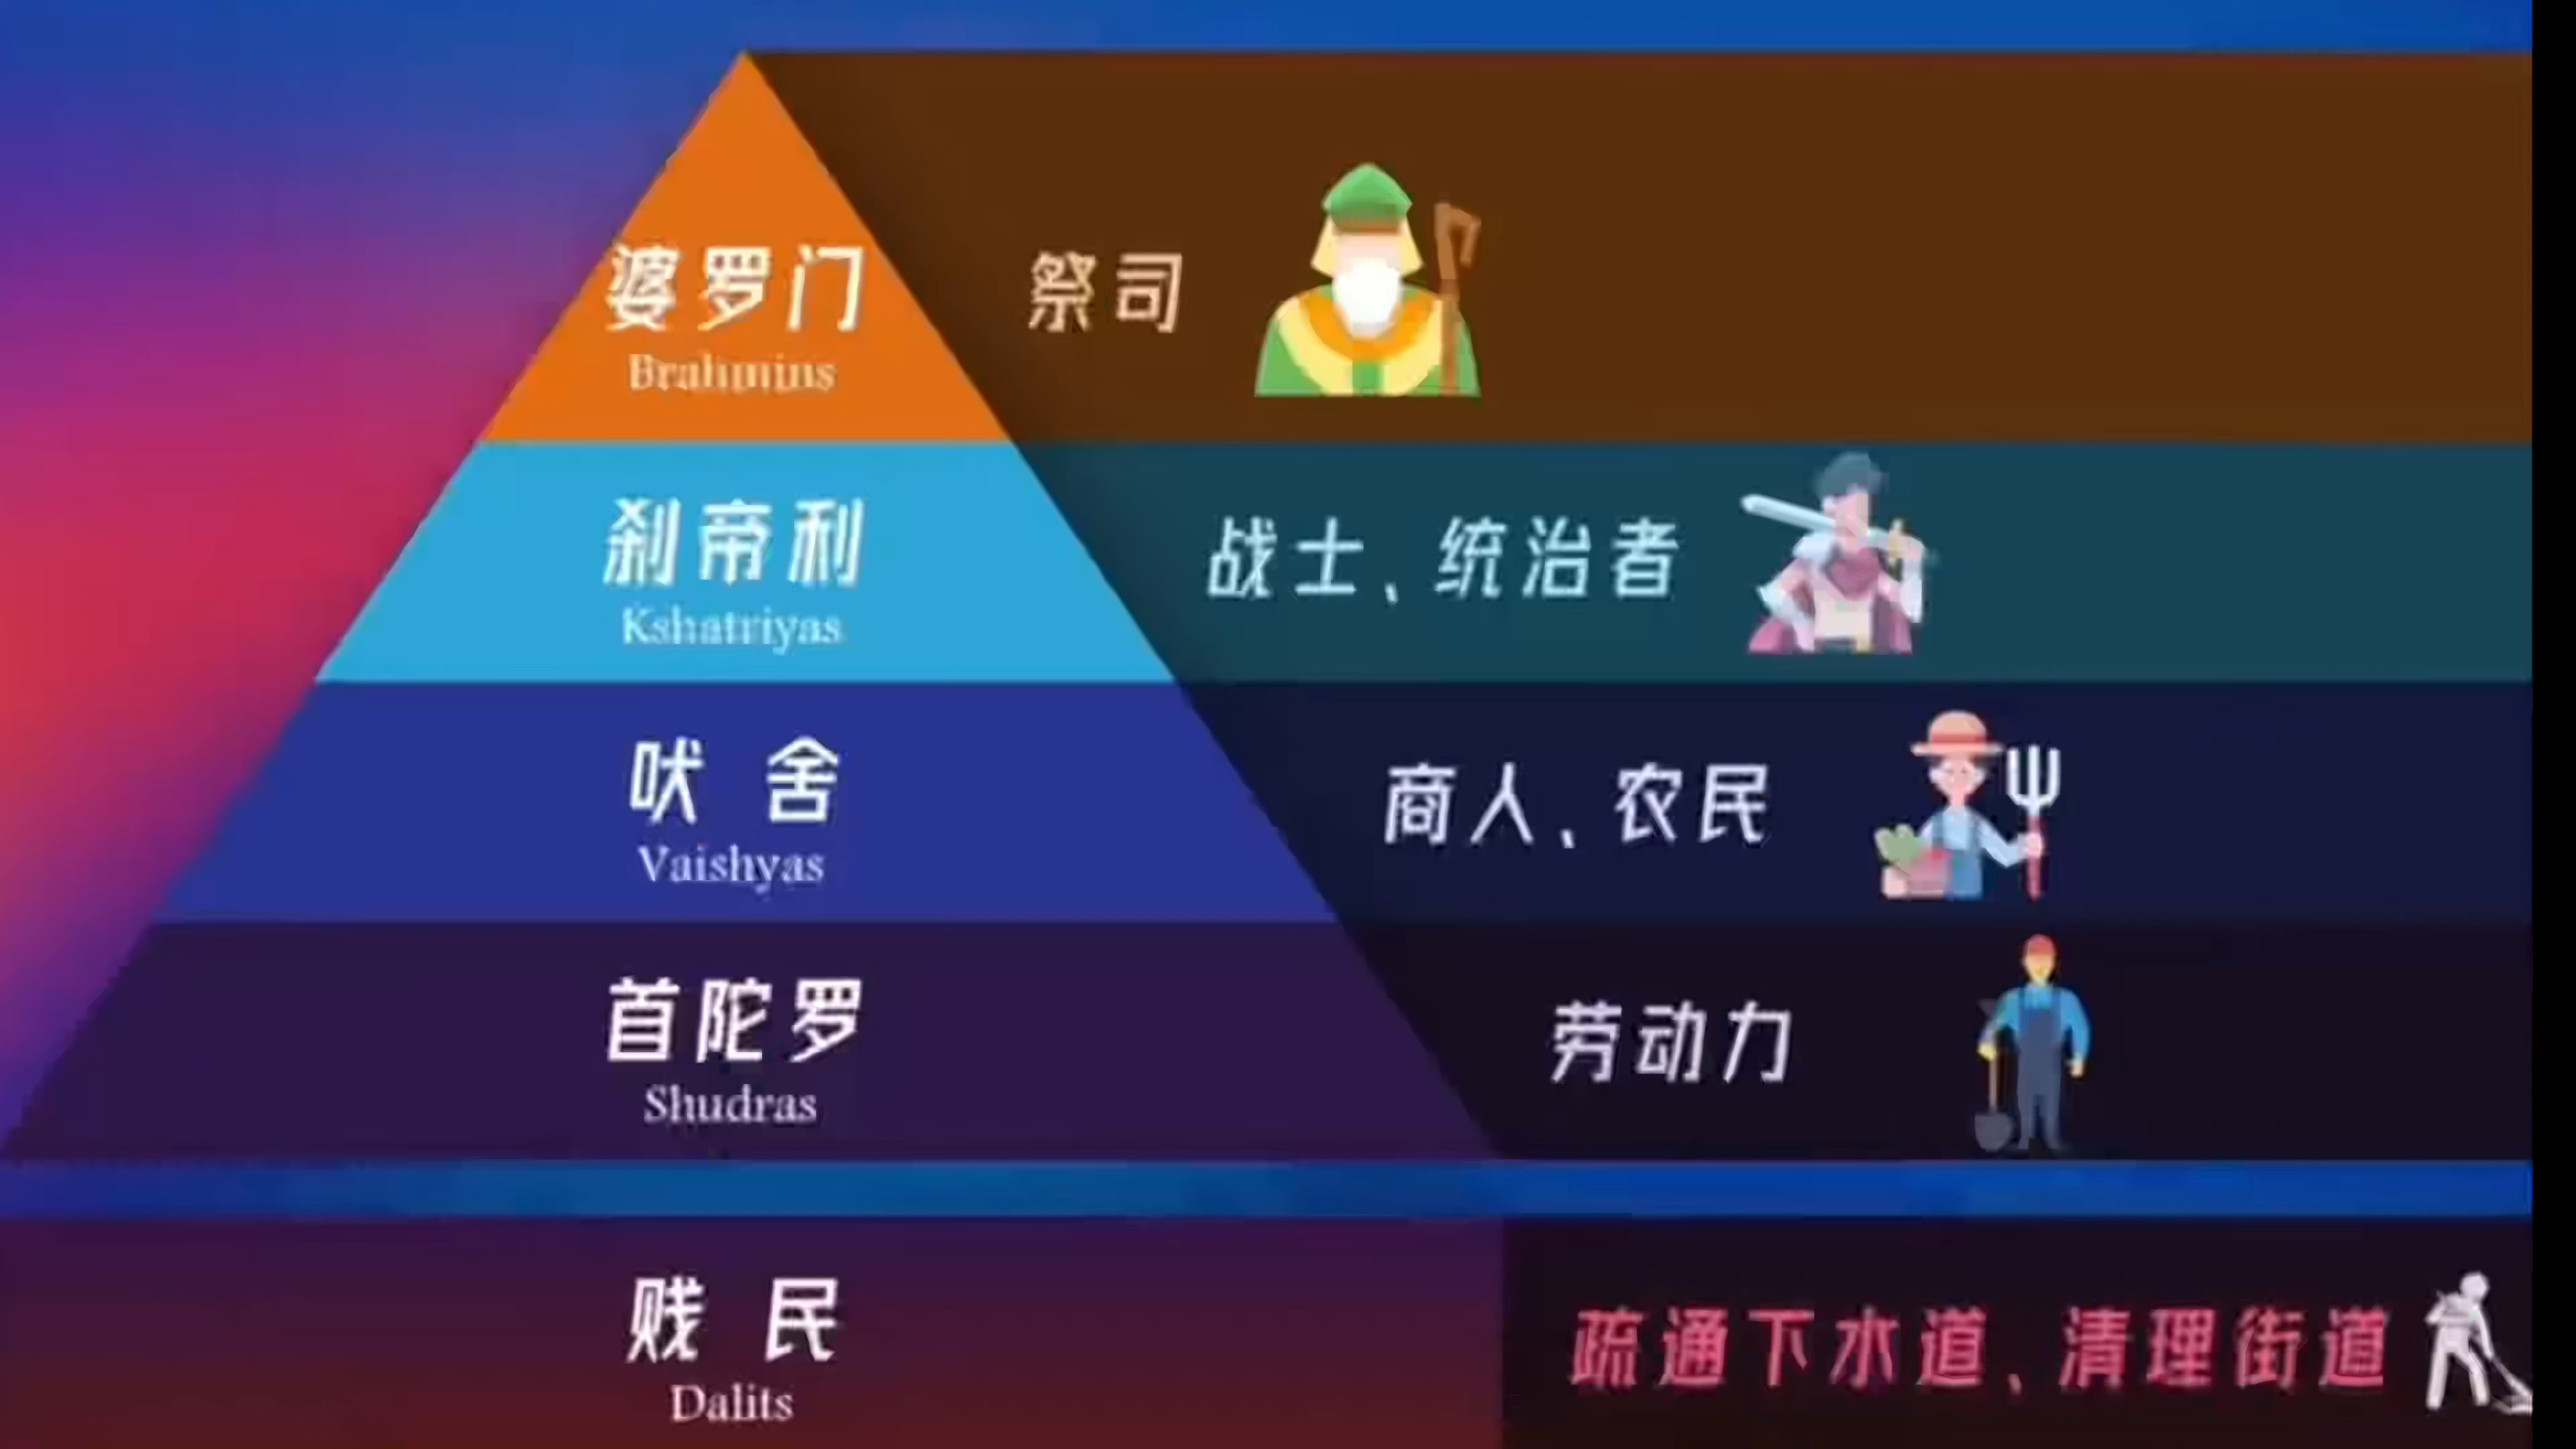 婆罗门
Brahmins
祭司
刹帝利
Kshatriyas
战士、统治者
吠舍
Vaishyas
商人、农民
首陀罗
Shudras
劳动力
贱民
Dalits
疏通下水道、清理街道